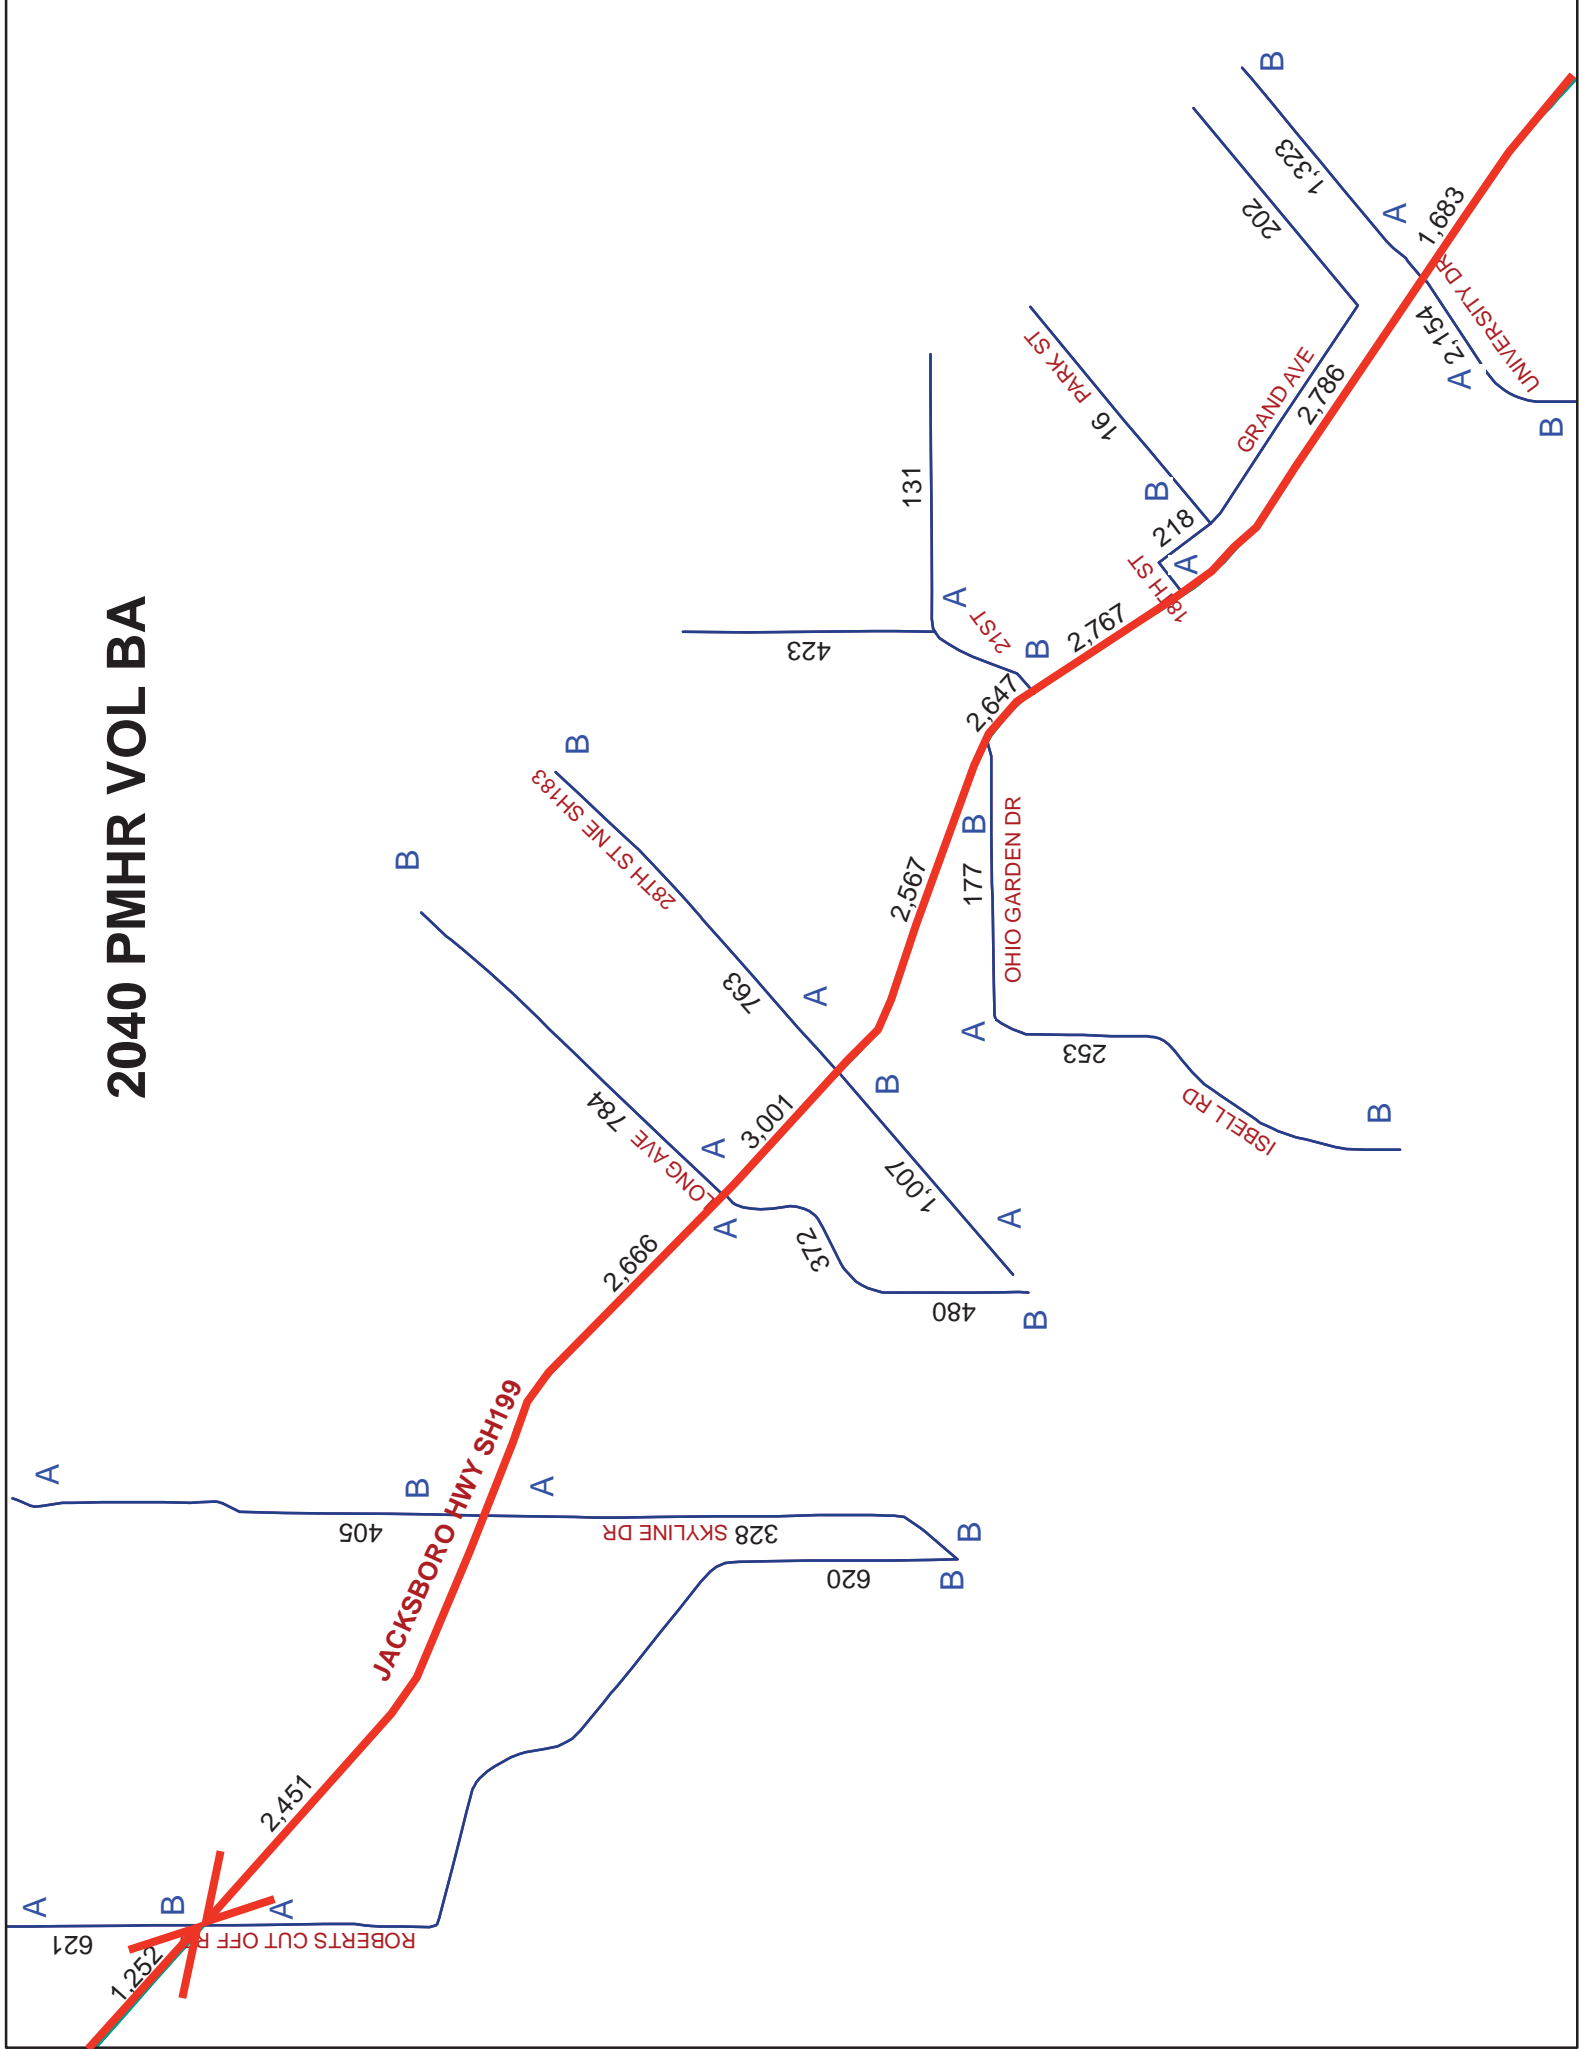 2040 PMHR VOL BA
A
621
B
1,252
A
ROBERTS CUT OFF R
2,451
JACKSBORO HWY SH199
A
405
B
A
328 SKYLINE DR
B
620
B
2,666
B
784
LONG AVE
A
A
372
480
B
3,001
B
28TH ST NE SH183
763
A
B
1,007
A
2,567
B
177
OHIO GARDEN DR
A
253
ISBELL RD
B
2,647
423
131
A
21ST
B
2,767
18TH ST
A
218
B
16
PARK ST
GRAND AVE
202
2,786
B
1,323
A
1,683
UNIVERSITY DR
2,154
A
B